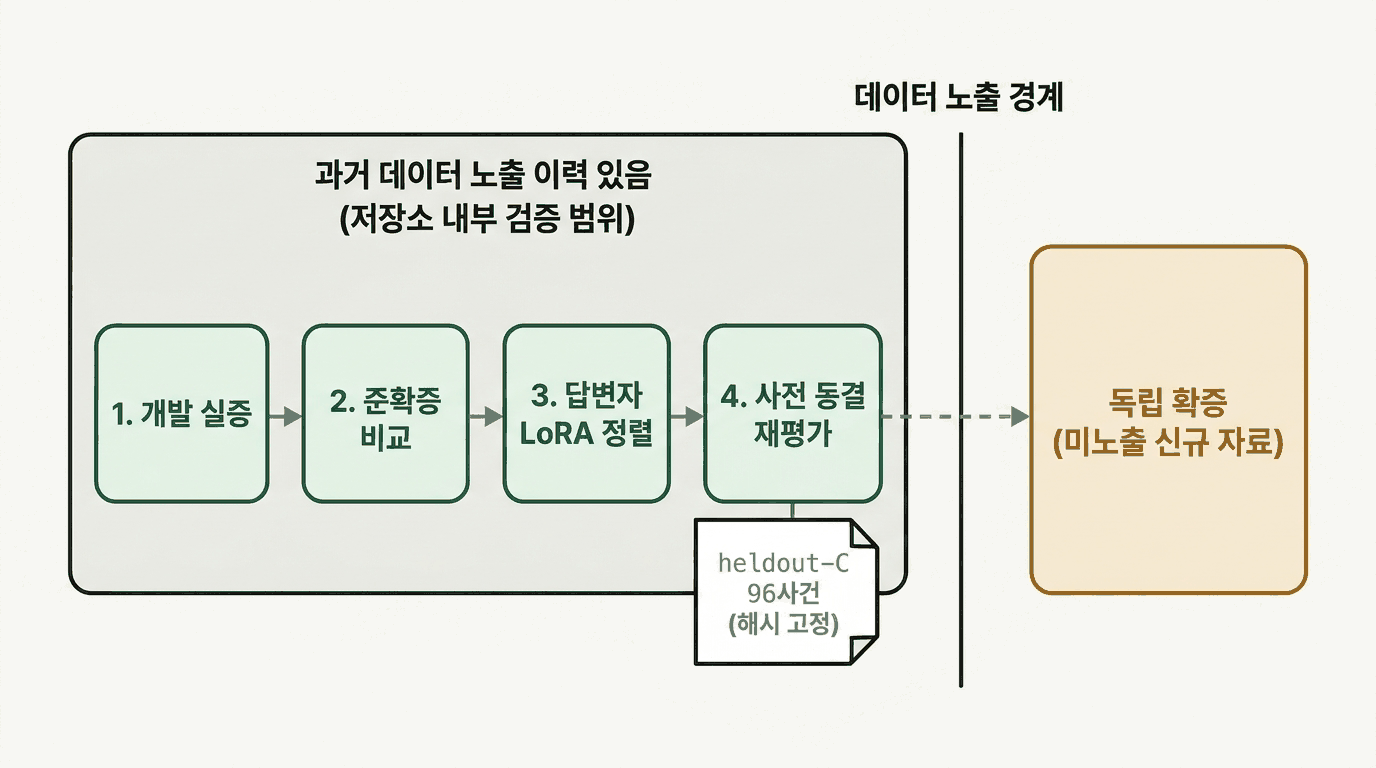 데이터 노출 경계
과거 데이터 노출 이력 있음
(저장소 내부 검증 범위)
1. 개발 실증
2. 준확증
비교
3. 답변자
LoRA 정렬
4. 사전 동결
재평가
heldout-C
96사건
(해시 고정)
독립 확증
(미노출 신규 자료)